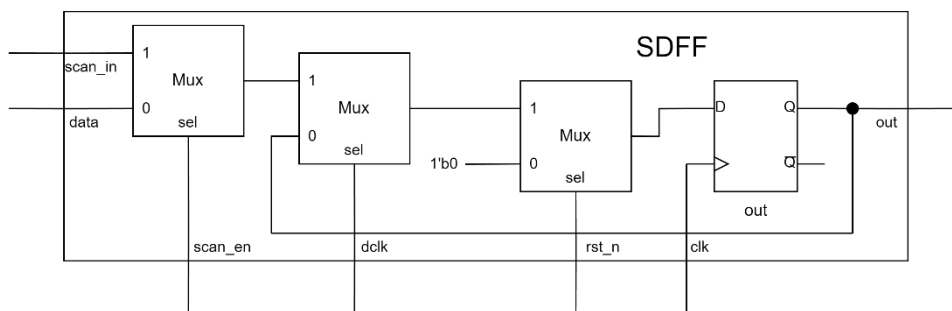 SDFF
scan_in
1
Mux
0
sel
data
1
Mux
0
sel
1
Mux
1'b0
0
sel
D
Q
Q
out
out
scan_en
dclk
rst_n
clk